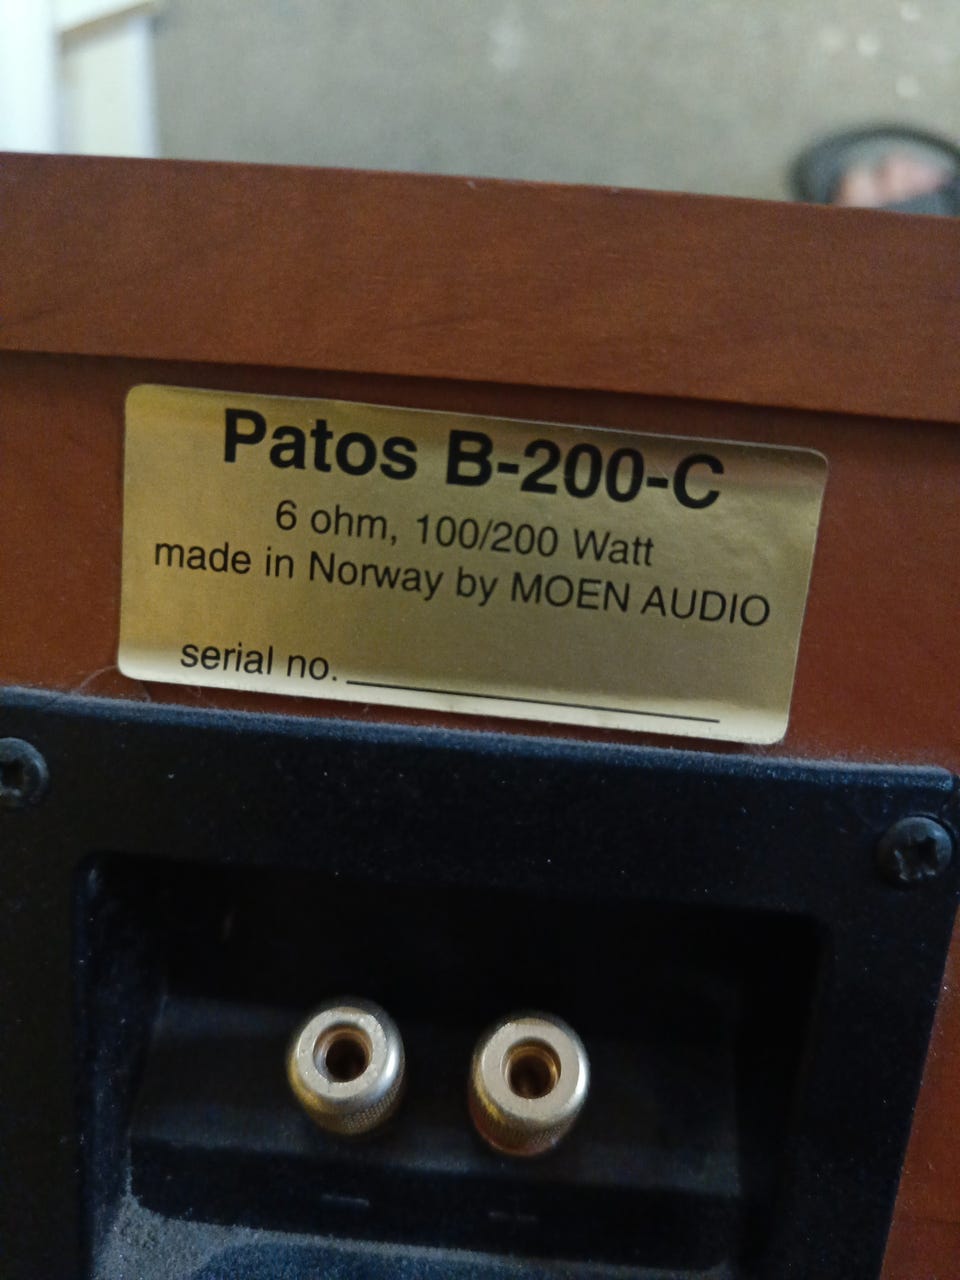 Patos B-200-C
6 ohm, 100/200 Watt
made in Norway by MOEN AUDIO
serial no.
- +